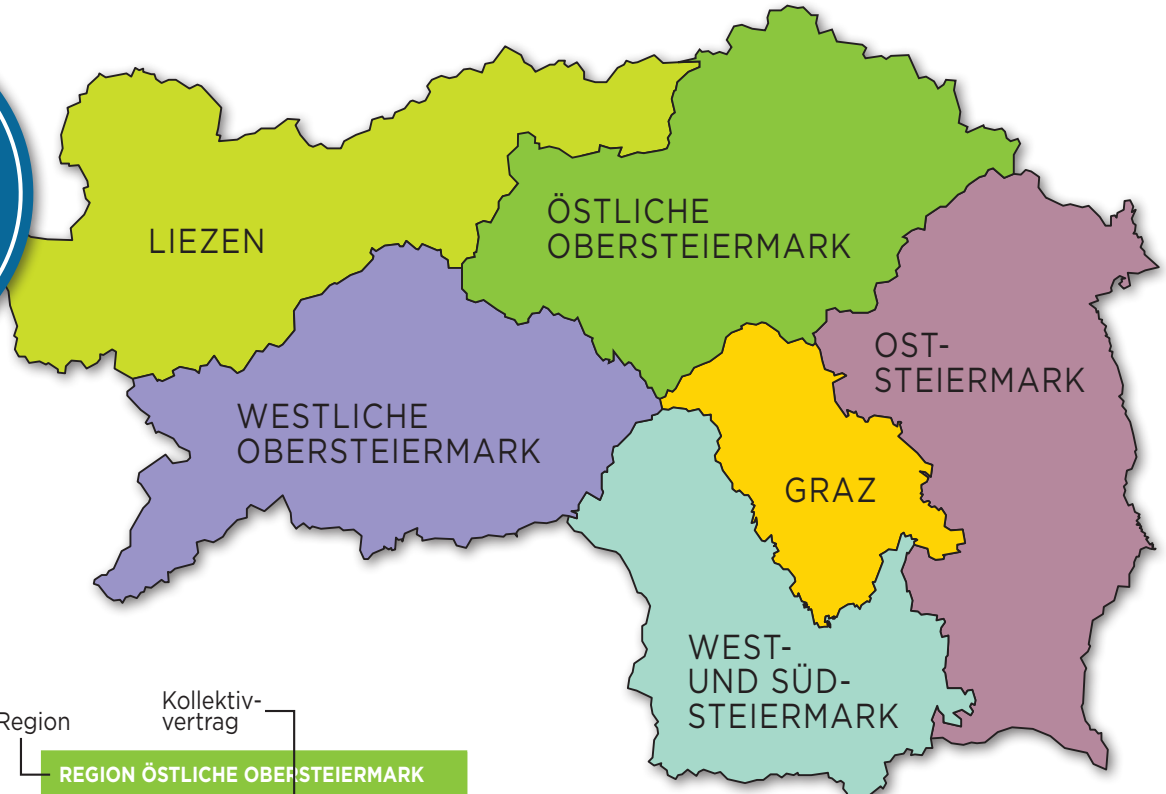 LIEZEN
ÖSTLICHE
OBERSTEIERMARK
WESTLICHE
OBERSTEIERMARK
OST-
STEIERMARK
GRAZ
WEST-
UND SÜD-
STEIERMARK
Region
Kollektiv-
vertrag
REGION ÖSTLICHE OBERSTEIERMARK